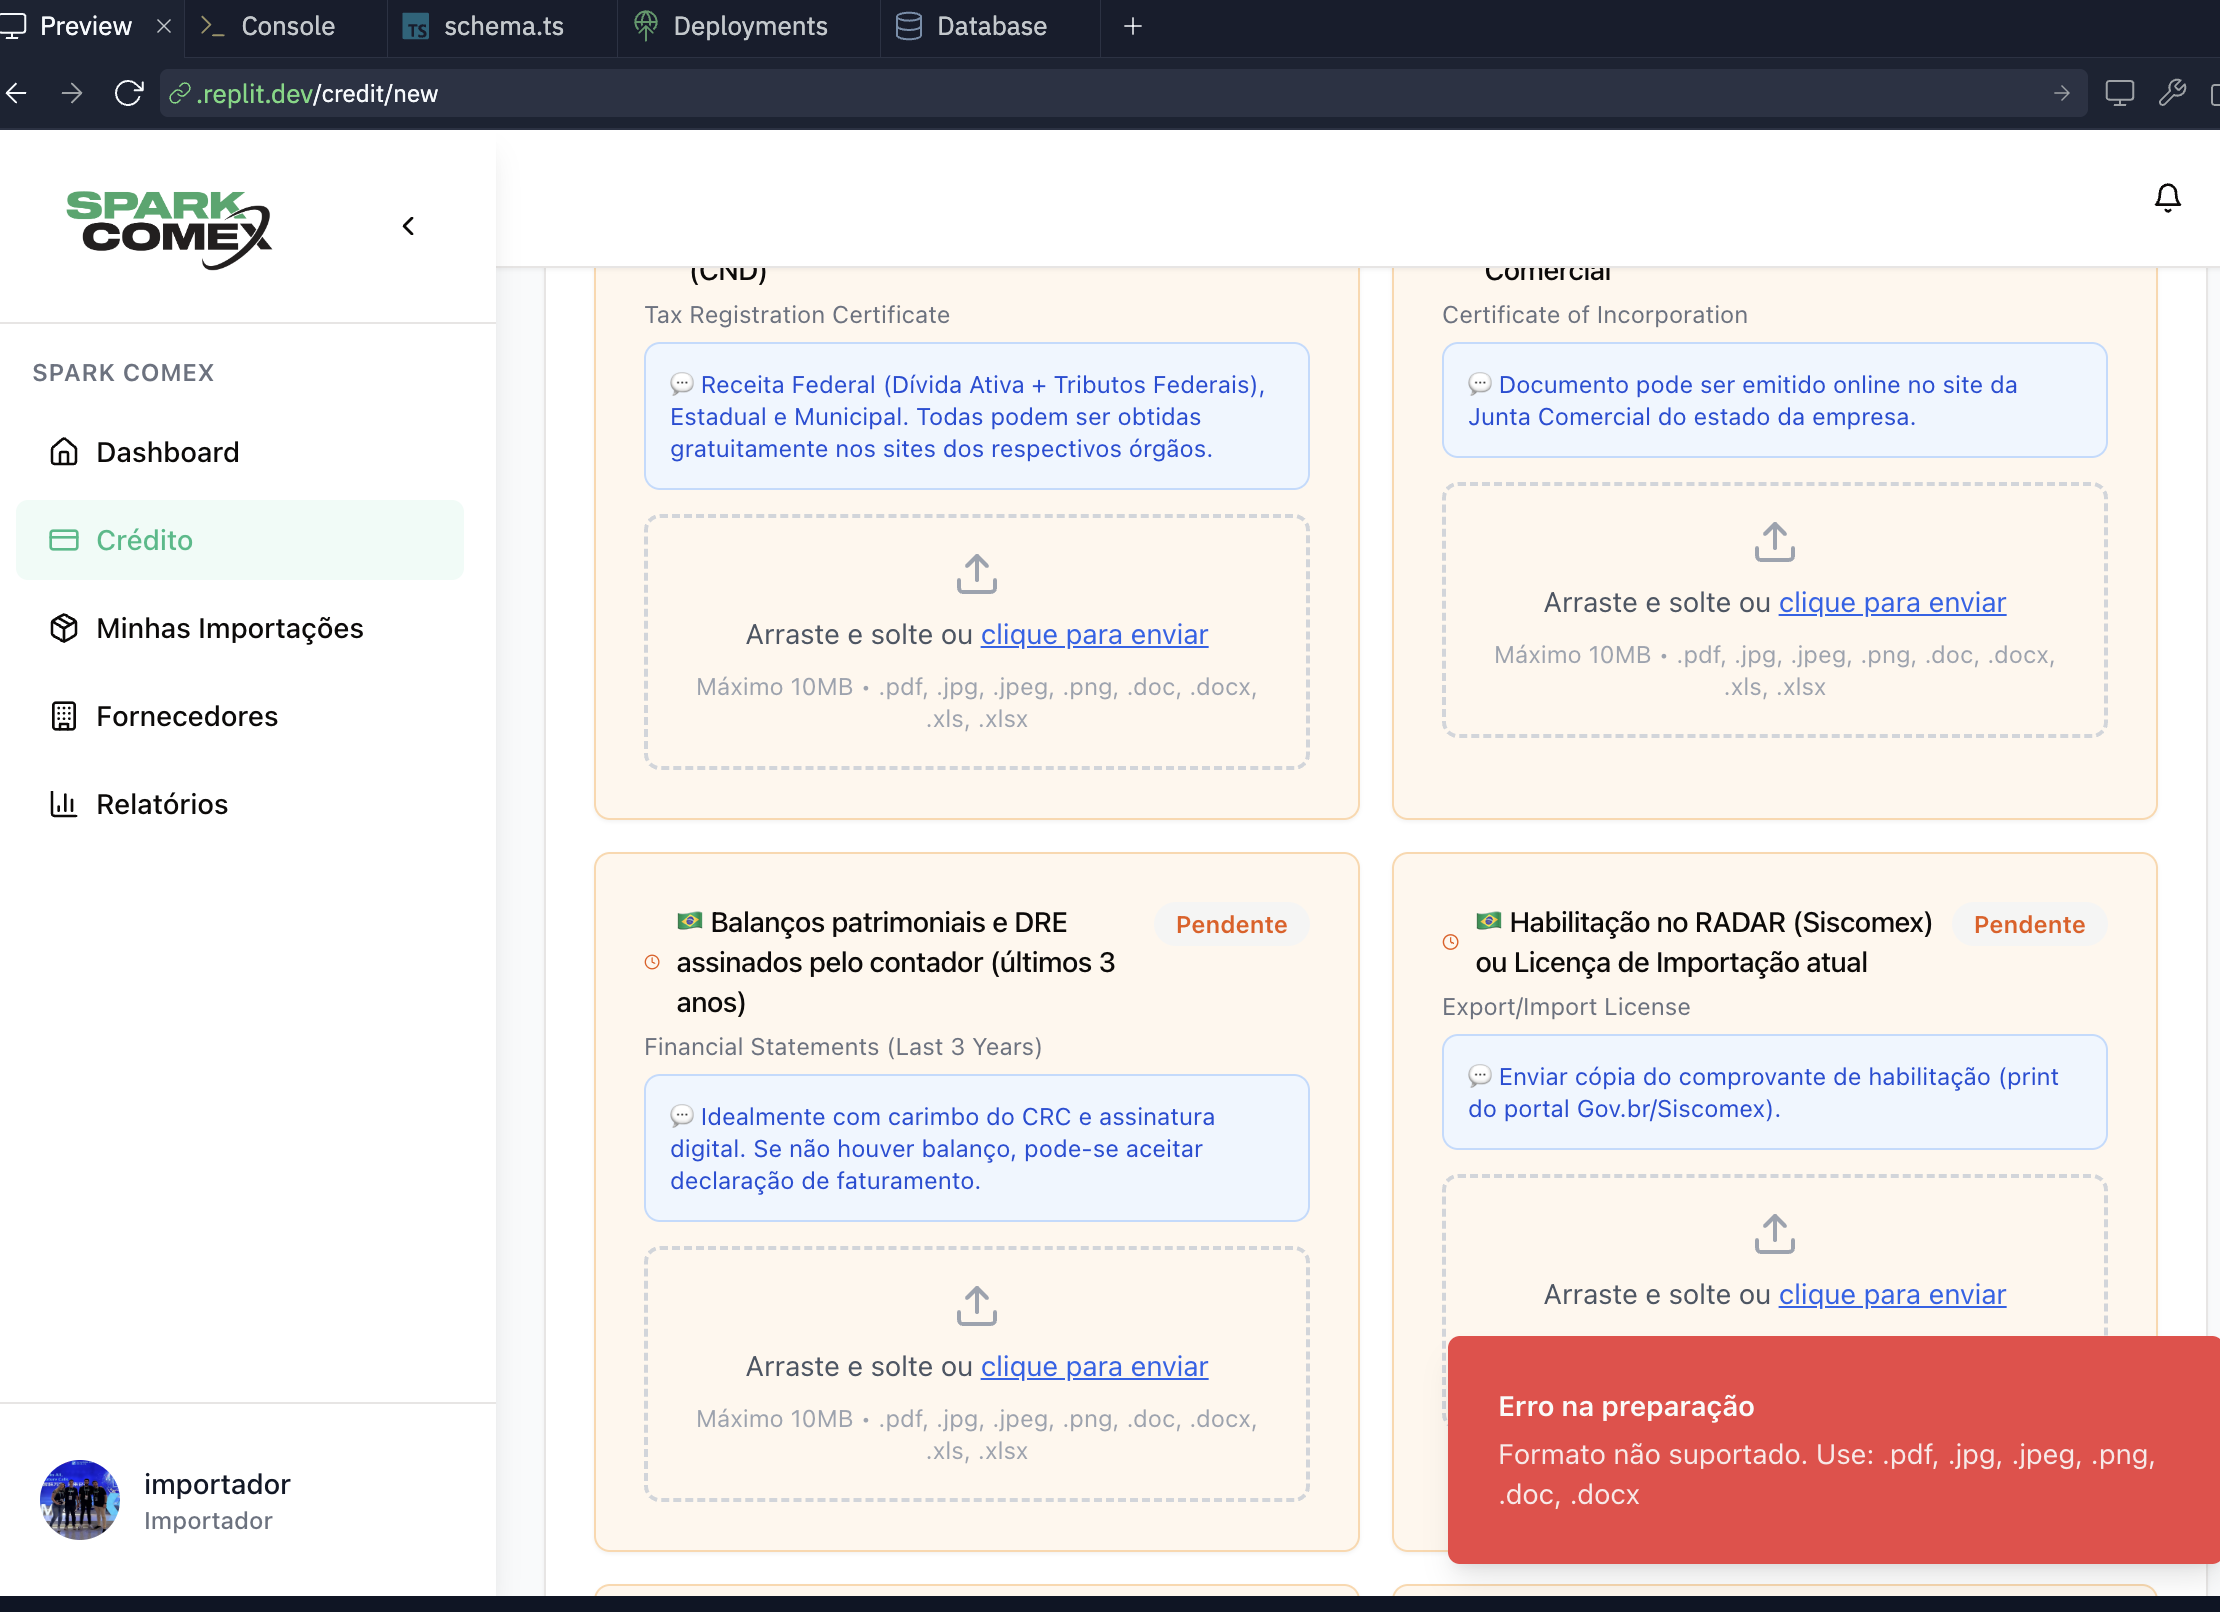 Preview
Console
TS schema.ts
Deployments
Database
.replit.dev/credit/new
SPARK
COMEX
SPARK COMEX
Dashboard
Crédito
Minhas Importações
Fornecedores
Relatórios
importador
Importador
(CND)
Tax Registration Certificate
Receita Federal (Dívida Ativa + Tributos Federais),
Estadual e Municipal. Todas podem ser obtidas
gratuitamente nos sites dos respectivos órgãos.
Arraste e solte ou clique para enviar
Máximo 10MB • .pdf, .jpg, .jpeg, .png, .doc, .docx,
.xls, .xlsx
Comercial
Certificate of Incorporation
Documento pode ser emitido online no site da
Junta Comercial do estado da empresa.
Arraste e solte ou clique para enviar
Máximo 10MB • .pdf, .jpg, .jpeg, .png, .doc, .docx,
.xls, .xlsx
Balanços patrimoniais e DRE
assinados pelo contador (últimos 3
anos)
Pendente
Financial Statements (Last 3 Years)
Idealmente com carimbo do CRC e assinatura
digital. Se não houver balanço, pode-se aceitar
declaração de faturamento.
Arraste e solte ou clique para enviar
Máximo 10MB • .pdf, .jpg, .jpeg, .png, .doc, .docx,
.xls, .xlsx
Habilitação no RADAR (Siscomex)
ou Licença de Importação atual
Pendente
Export/Import License
Enviar cópia do comprovante de habilitação (print
do portal Gov.br/Siscomex).
Arraste e solte ou clique para enviar
Erro na preparação
Formato não suportado. Use: .pdf, .jpg, .jpeg, .png,
.doc, .docx